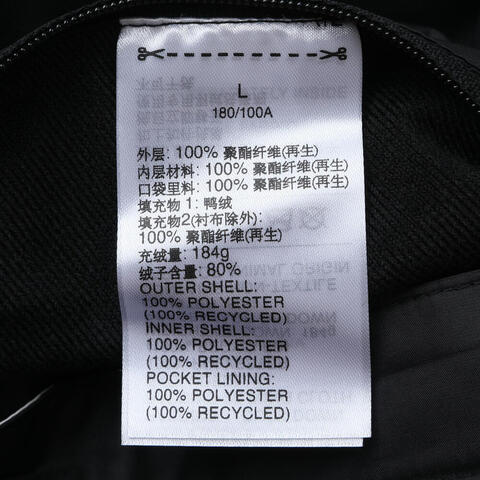 L
180/100A
外层: 100% 聚酯纤维(再生)
内层材料: 100% 聚酯纤维(再生)
口袋里料: 100% 聚酯纤维(再生)
填充物 1: 鸭绒
填充物2(衬布除外):
100% 聚酯纤维(再生)
充绒量: 184g
绒子含量: 80%
OUTER SHELL:
100% POLYESTER
(100% RECYCLED)
INNER SHELL:
100% POLYESTER
(100% RECYCLED)
POCKET LINING:
100% POLYESTER
(100% RECYCLED)